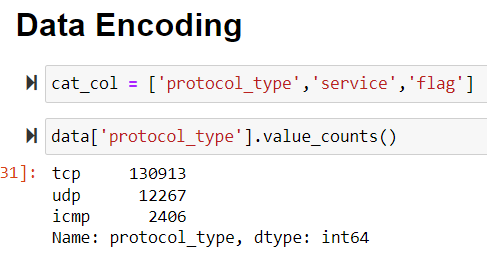 Data Encoding
cat_col = ['protocol_type','service','flag']
data['protocol_type'].value_counts()
31]: tcp 130913
udp 12267
icmp 2406
Name: protocol_type, dtype: int64